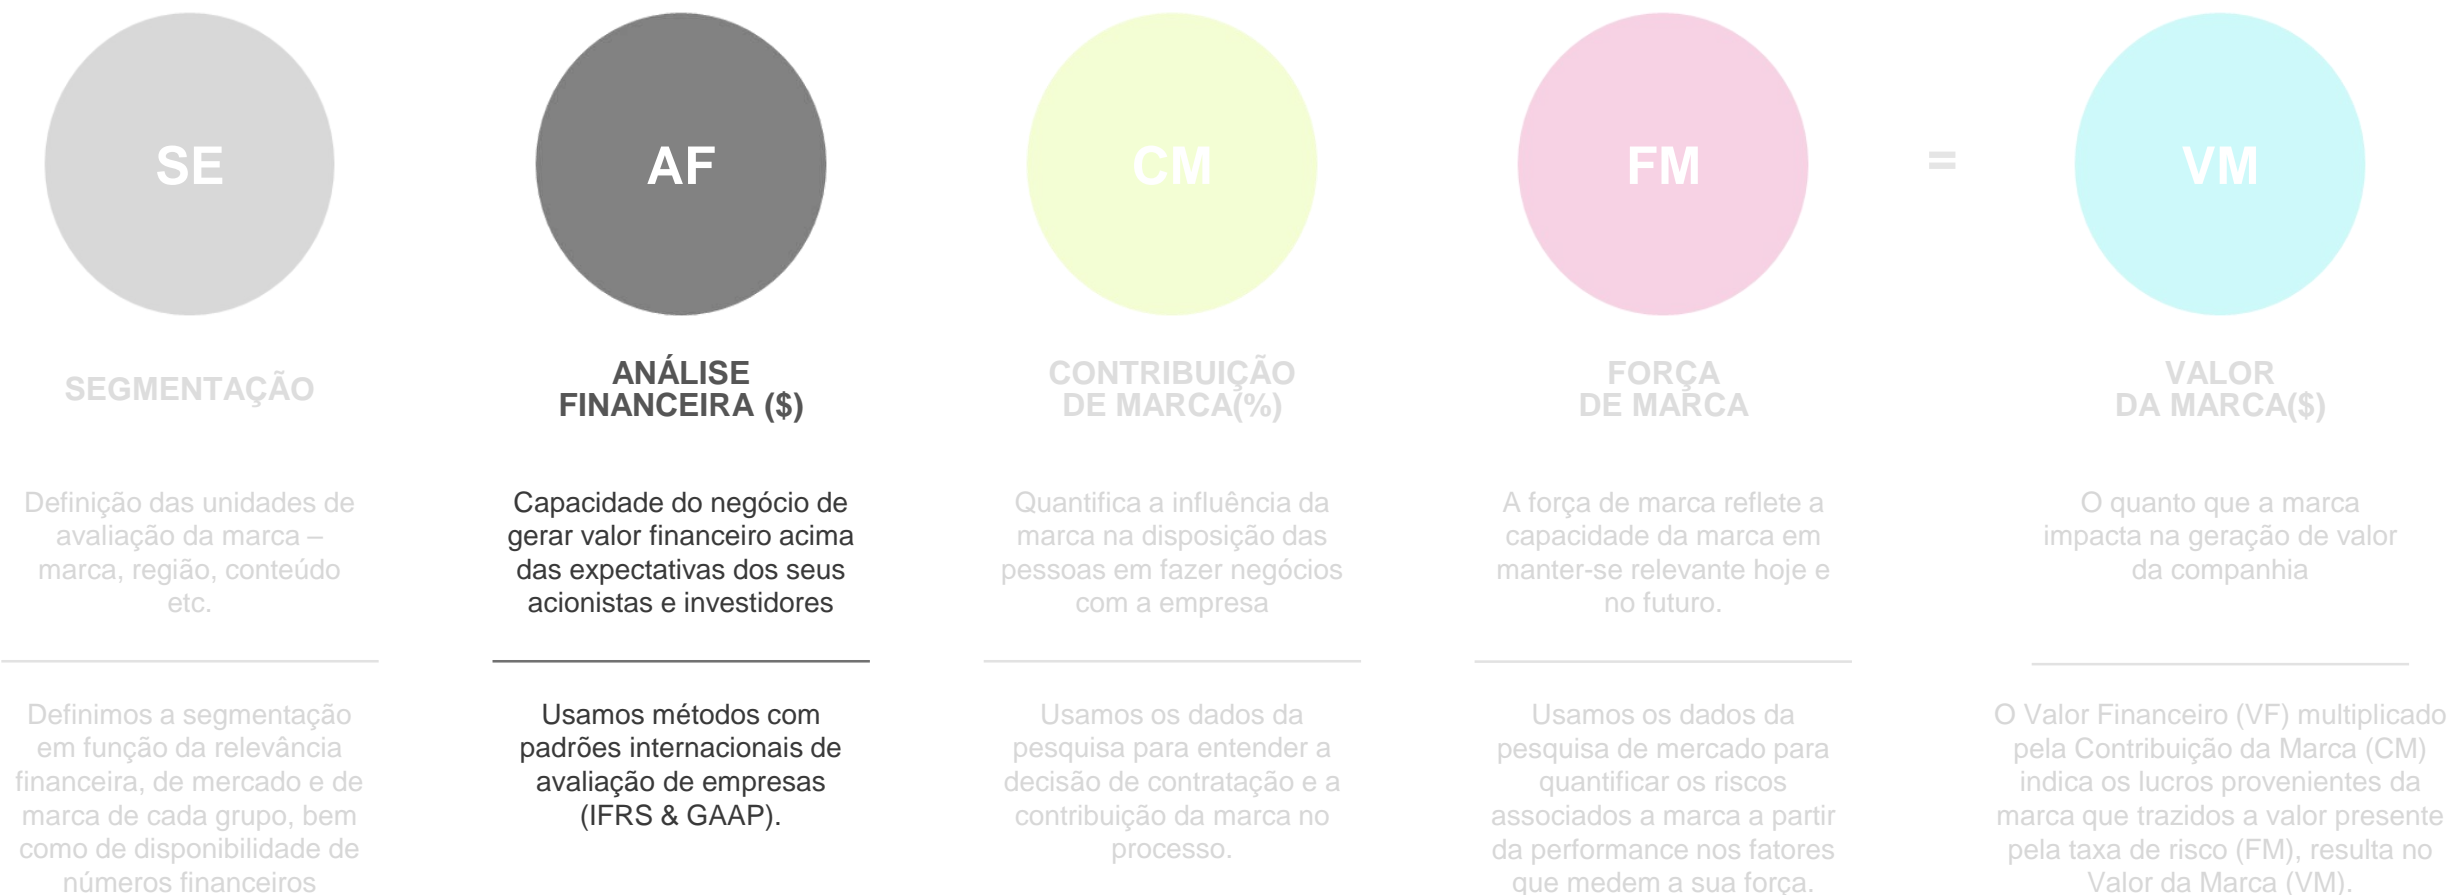 SE
AF
CM
FM
=
VM
SEGMENTAÇÃO
ANÁLISE
FINANCEIRA ($)
CONTRIBUIÇÃO
DE MARCA(%)
FORÇA
DE MARCA
VALOR
DA MARCA($)
Definição das unidades de
avaliação da marca –
marca, região, conteúdo
etc.
Capacidade do negócio de
gerar valor financeiro acima
das expectativas dos seus
acionistas e investidores
Quantifica a influência da
marca na disposição das
pessoas em fazer negócios
com a empresa
A força de marca reflete a
capacidade da marca em
manter-se relevante hoje e
no futuro.
O quanto que a marca
impacta na geração de valor
da companhia
Definimos a segmentação
em função da relevância
financeira, de mercado e de
marca de cada grupo, bem
como de disponibilidade de
números financeiros
Usamos métodos com
padrões internacionais de
avaliação de empresas
(IFRS & GAAP).
Usamos os dados da
pesquisa para entender a
decisão de contratação e a
contribuição da marca no
processo.
Usamos os dados da
pesquisa de mercado para
quantificar os riscos
associados a marca a partir
da performance nos fatores
que medem a sua força.
O Valor Financeiro (VF) multiplicado
pela Contribuição da Marca (CM)
indica os lucros provenientes da
marca que trazidos a valor presente
pela taxa de risco (FM), resulta no
Valor da Marca (VM).